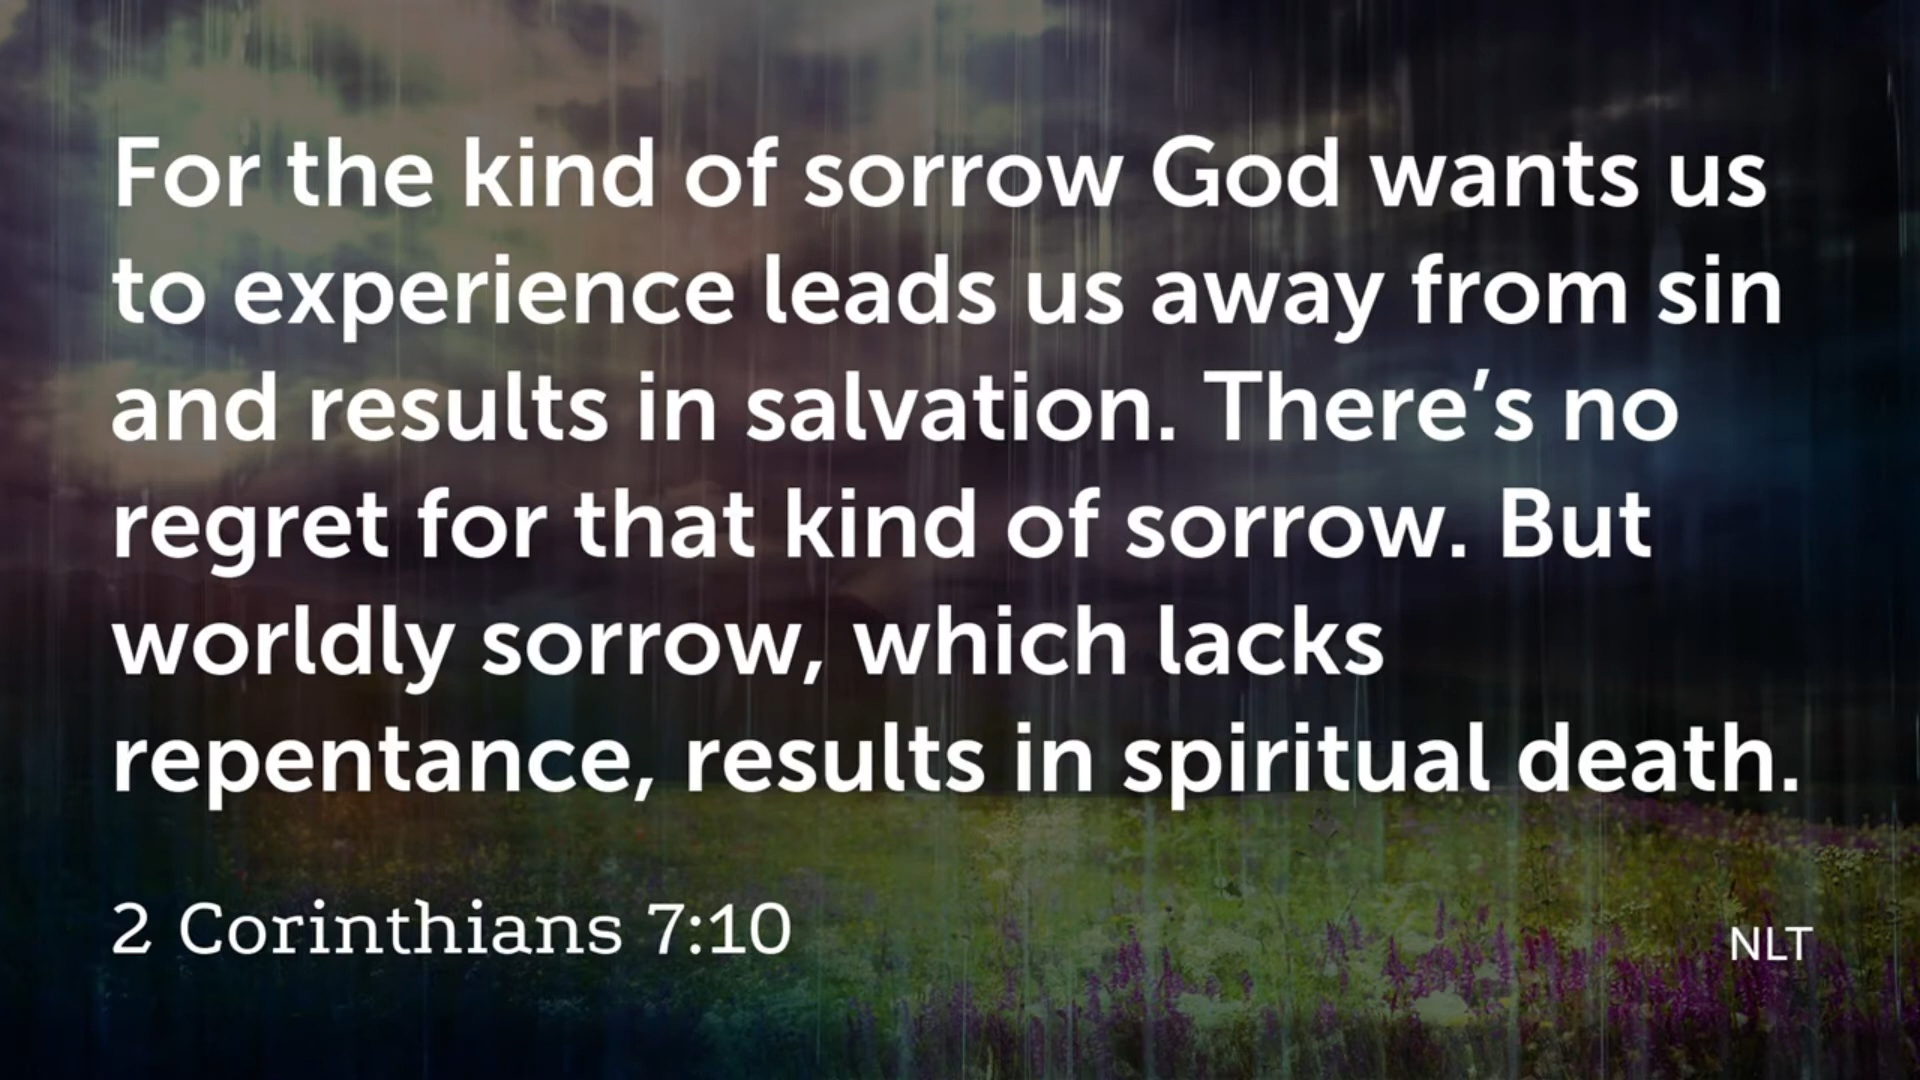 For the kind of sorrow God wants us
to experience leads us away from sin
and results in salvation. There’s no
regret for that kind of sorrow. But
worldly sorrow, which lacks
repentance, results in spiritual death.
2 Corinthians 7:10
NLT